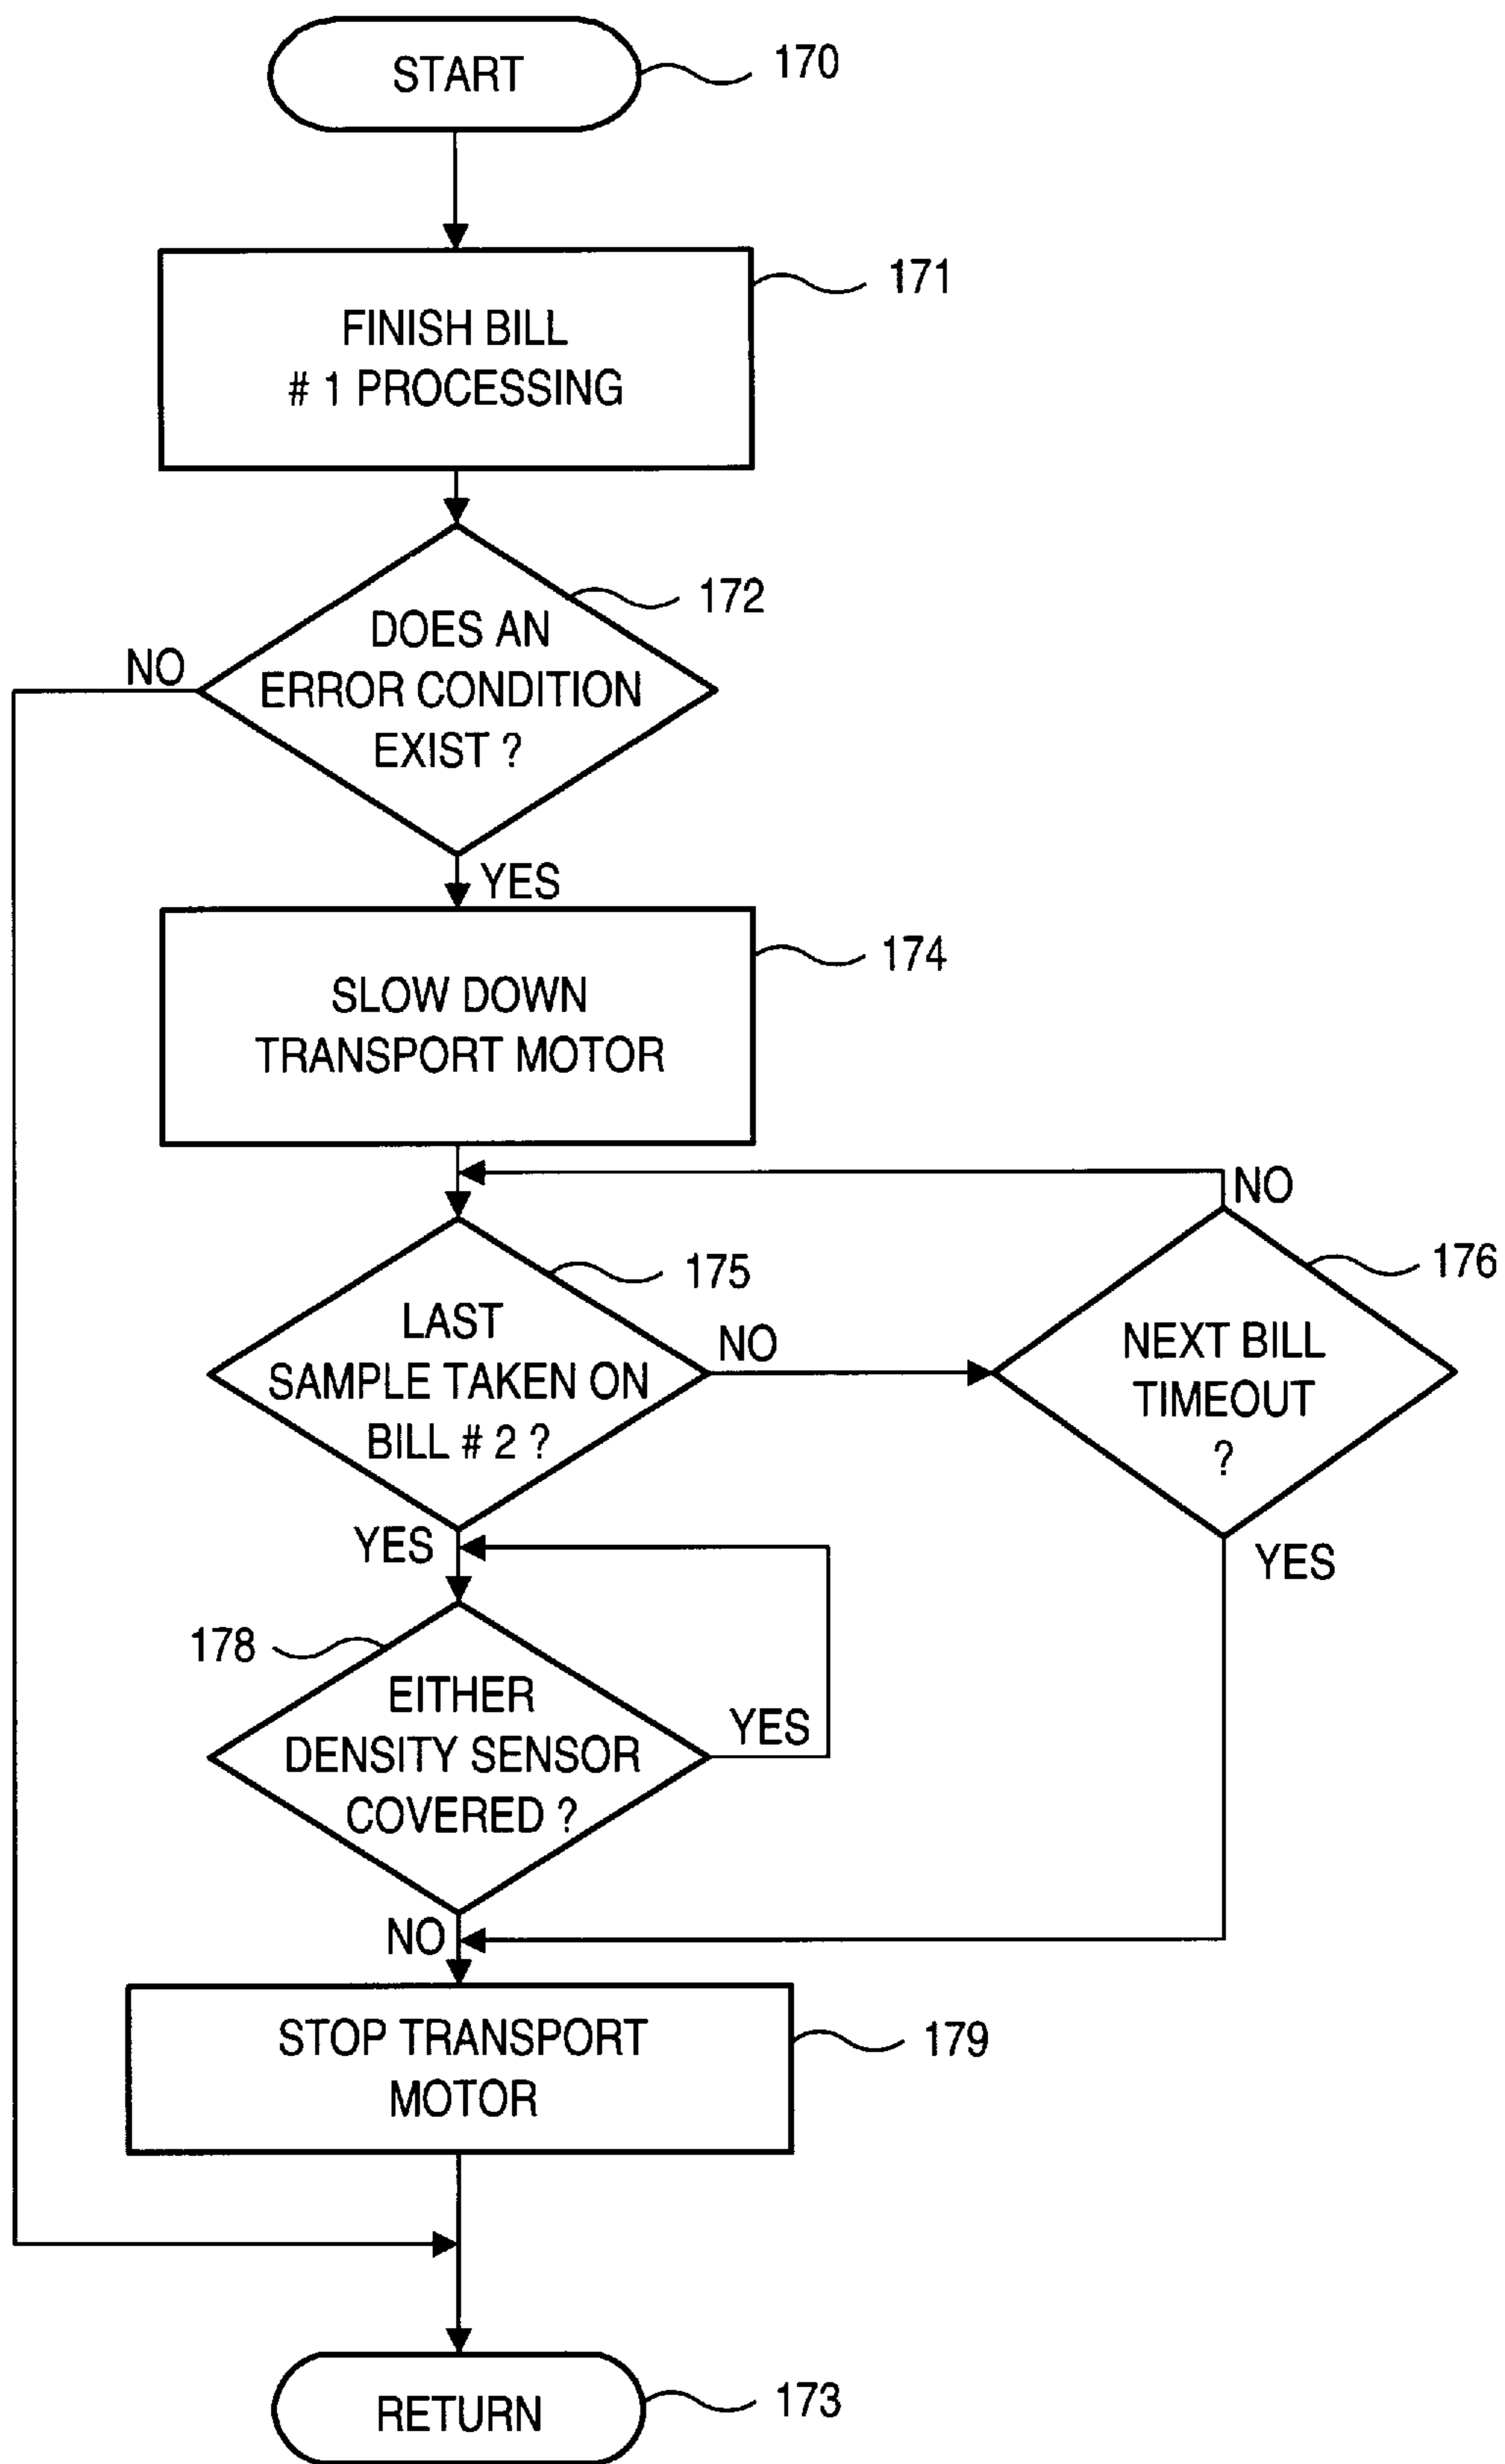 START
170
FINISH BILL
# 1 PROCESSING
171
DOES AN
ERROR CONDITION
EXIST ?
172
NO
YES
SLOW DOWN
TRANSPORT MOTOR
174
LAST
SAMPLE TAKEN ON
BILL # 2 ?
175
NO
NEXT BILL
TIMEOUT
?
176
NO
YES
YES
EITHER
DENSITY SENSOR
COVERED ?
178
YES
NO
STOP TRANSPORT
MOTOR
179
RETURN
173